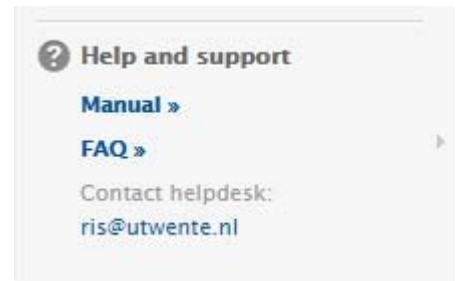 Help and support
Manual »
FAQ »
Contact helpdesk:
ris@utwente.nl